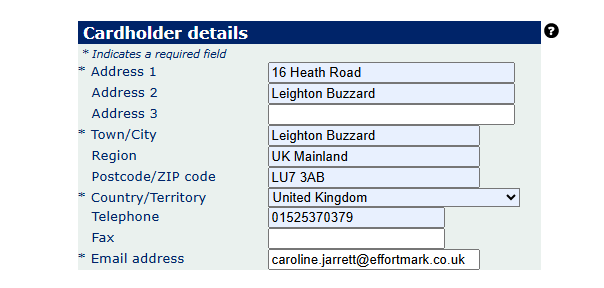 Cardholder details ?
* Indicates a required field
* Address 1 16 Heath Road
Address 2 Leighton Buzzard
Address 3
* Town/City Leighton Buzzard
Region UK Mainland
Postcode/ZIP code LU7 3AB
* Country/Territory United Kingdom
Telephone 01525370379
Fax
* Email address caroline.jarrett@effortmark.co.uk